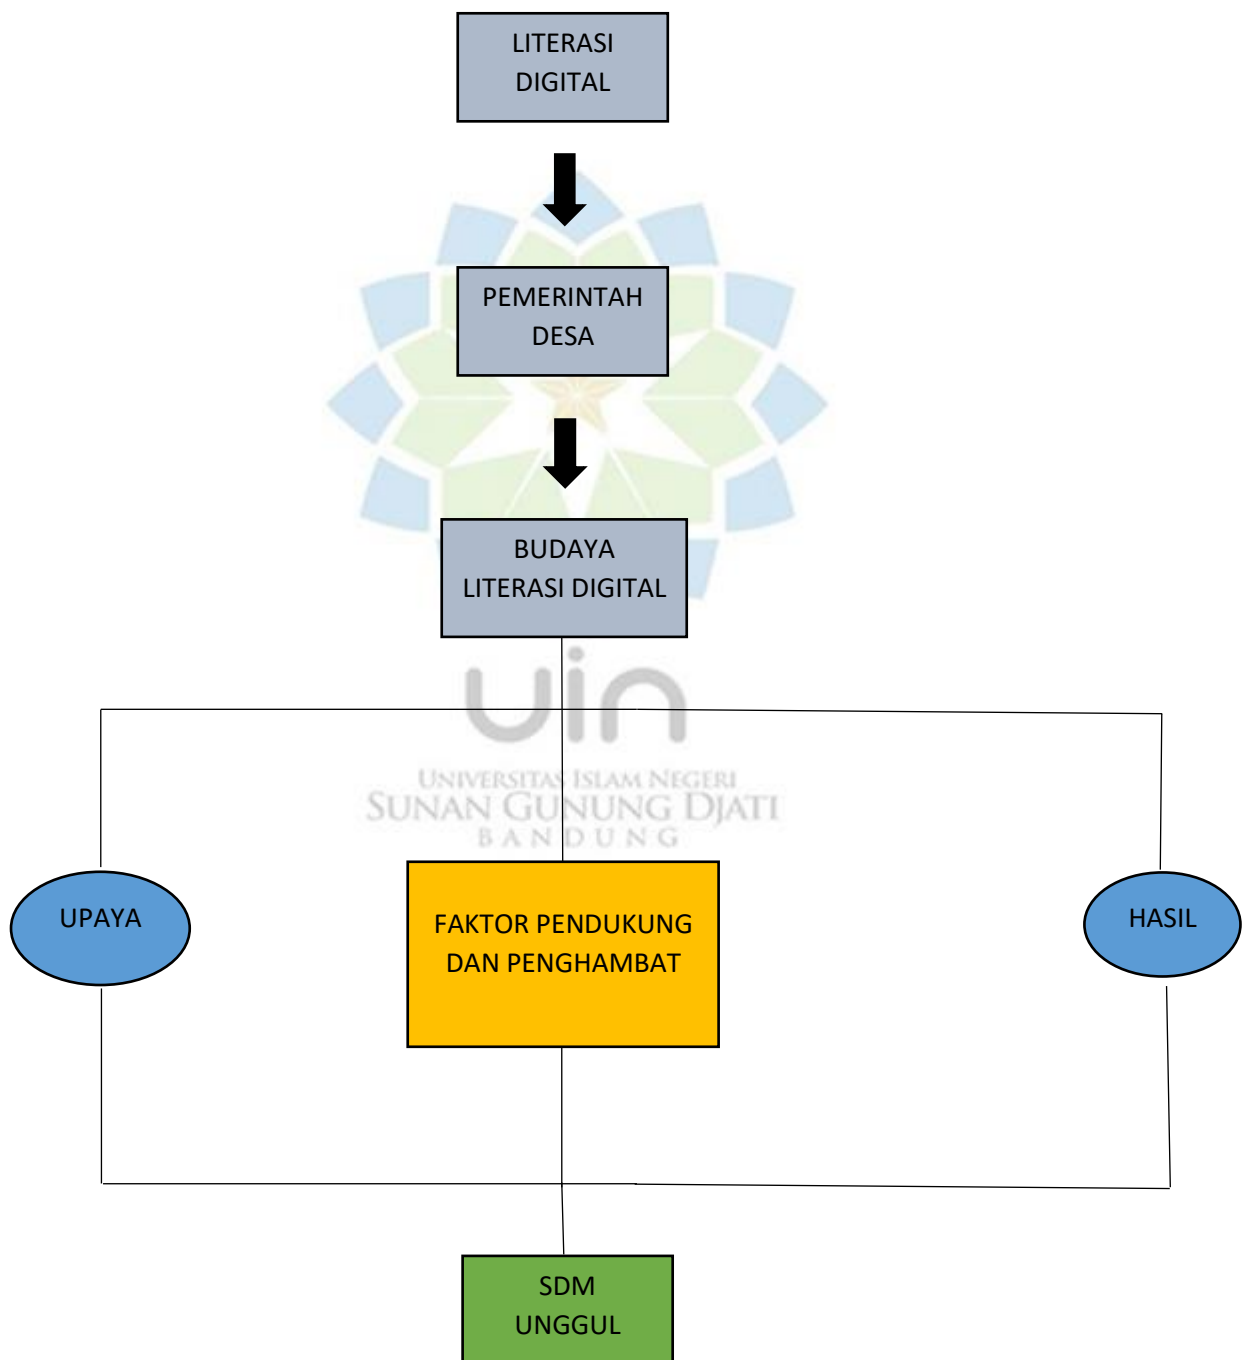 LITERASI
DIGITAL
PEMERINTAH
DESA
BUDAYA
LITERASI DIGITAL
uin
UNIVERSITAS ISLAM NEGERI
SUNAN GUNUNG DJATI
BANDUNG
UPAYA
FAKTOR PENDUKUNG
DAN PENGHAMBAT
HASIL
SDM
UNGGUL